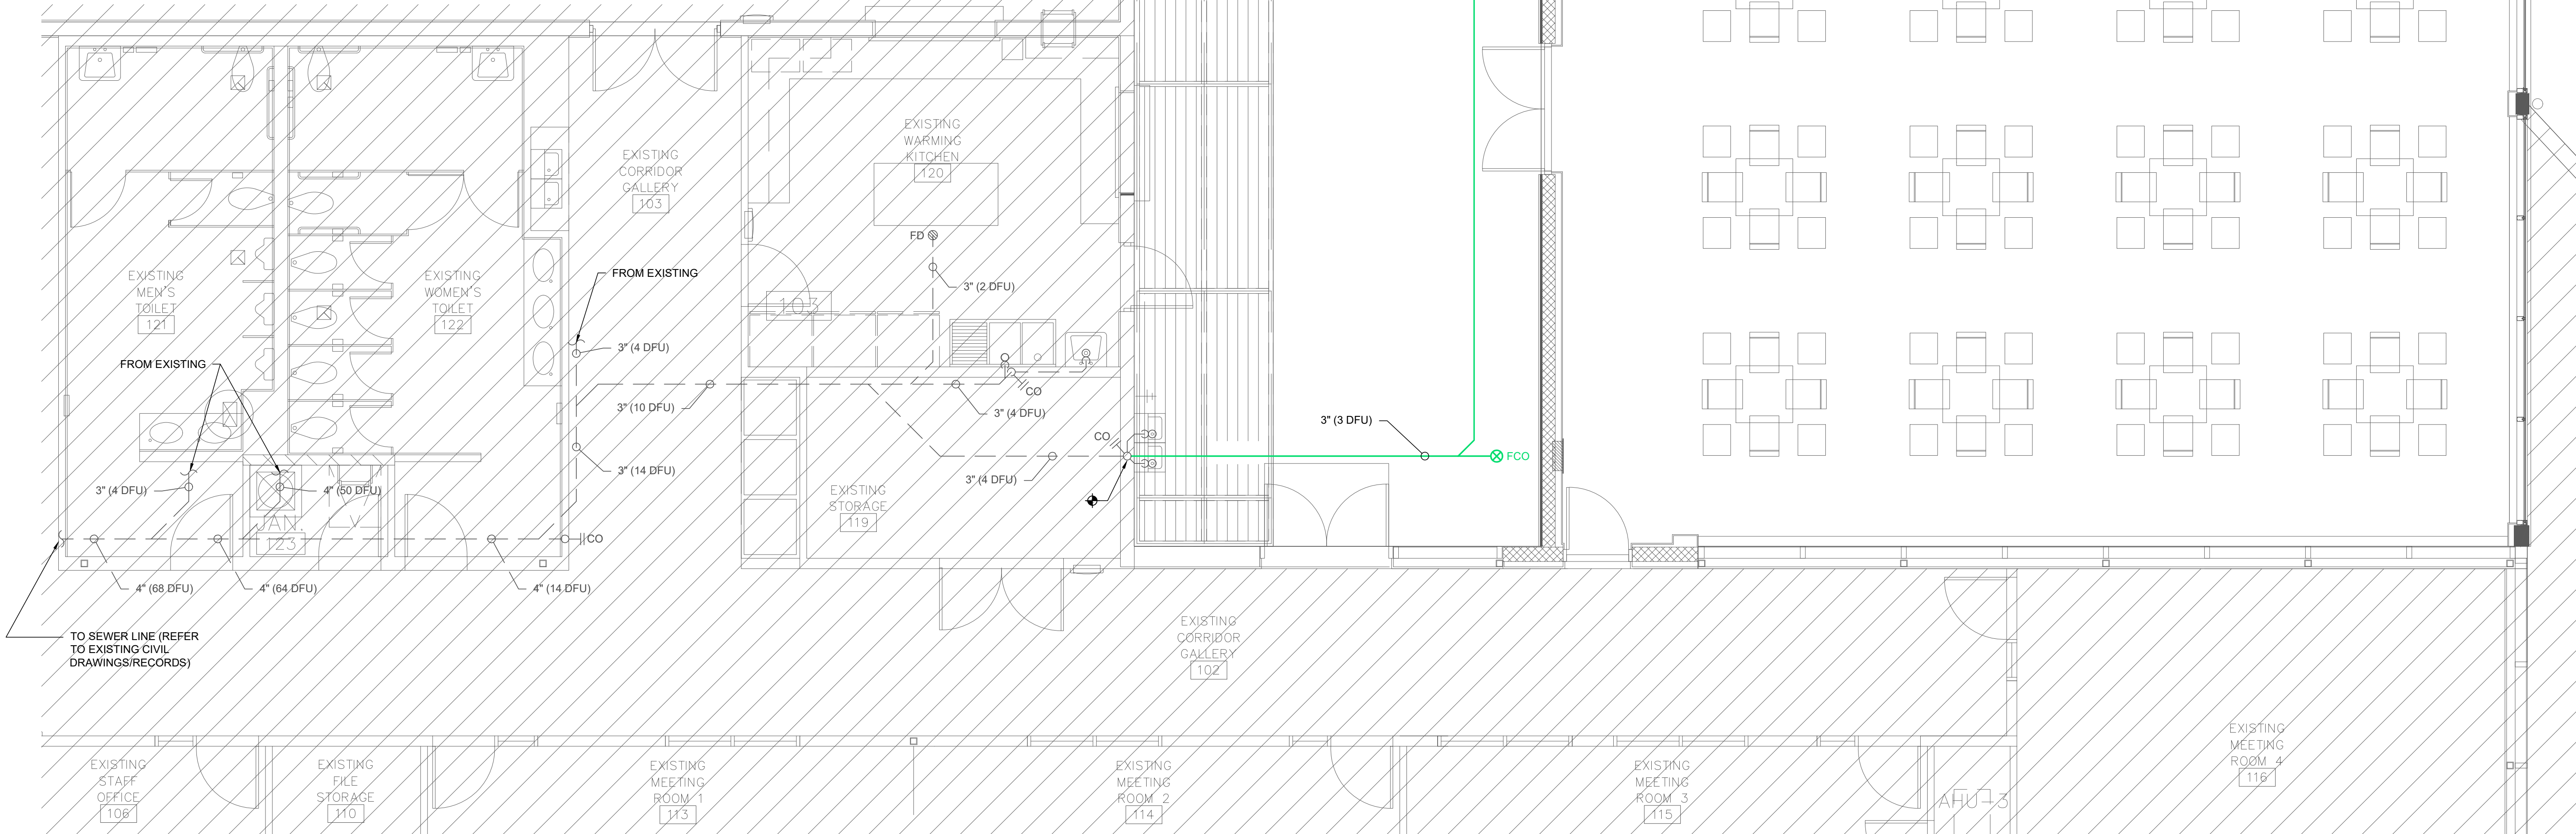 EXISTING
WARMING
KITCHEN
120
EXISTING
CORRIDOR
GALLERY
103
FD
EXISTING
MEN'S
TOILET
121
EXISTING
WOMEN'S
TOILET
122
FROM EXISTING
3" (2 DFU)
103
3" (4 DFU)
FROM EXISTING
CO
3" (10 DFU)
3" (4 DFU)
3" (3 DFU)
CO
FCO
3" (14 DFU)
3" (4 DFU)
3" (4 DFU)
4" (50 DFU)
EXISTING
STORAGE
119
JAN.
123
CO
4" (68 DFU)
4" (64 DFU)
4" (14 DFU)
TO SEWER LINE (REFER
TO EXISTING CIVIL
DRAWINGS/RECORDS)
EXISTING
CORRIDOR
GALLERY
102
EXISTING
STAFF
OFFICE
106
EXISTING
FILE
STORAGE
110
EXISTING
MEETING
ROOM 1
113
EXISTING
MEETING
ROOM 2
114
EXISTING
MEETING
ROOM 3
115
AHU-3
EXISTING
MEETING
ROOM 4
116